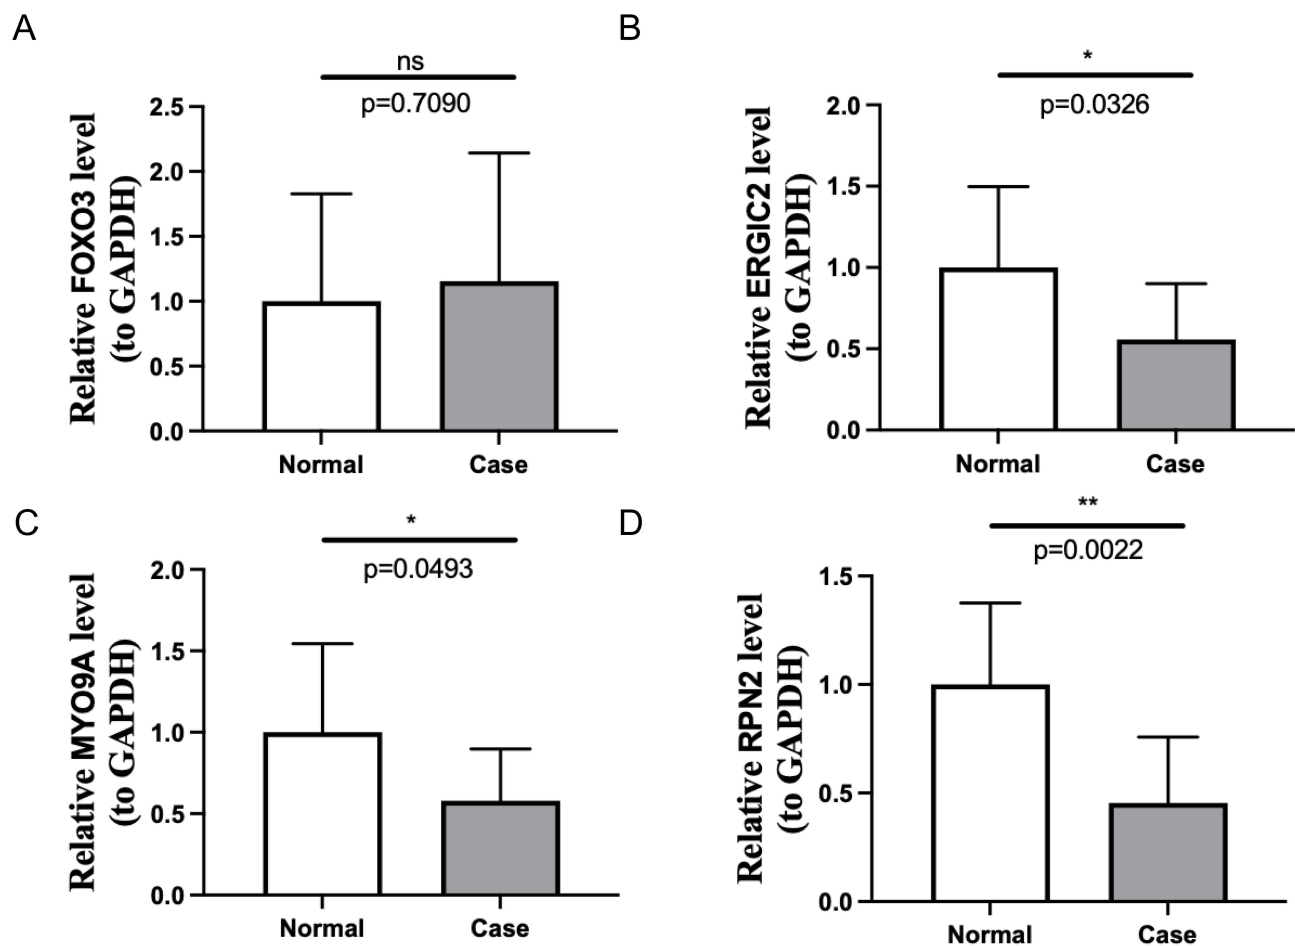 A
ns
p=0.7090
Relative FOXO3 level
(to GAPDH)
2.5
2.0
1.5
1.0
0.5
0.0
Normal
Case
B
*
p=0.0326
Relative ERGIC2 level
(to GAPDH)
2.0
1.5
1.0
0.5
0.0
Normal
Case
C
*
p=0.0493
Relative MYO9A level
(to GAPDH)
2.0
1.5
1.0
0.5
0.0
Normal
Case
D
**
p=0.0022
Relative RPN2 level
(to GAPDH)
1.5
1.0
0.5
0.0
Normal
Case